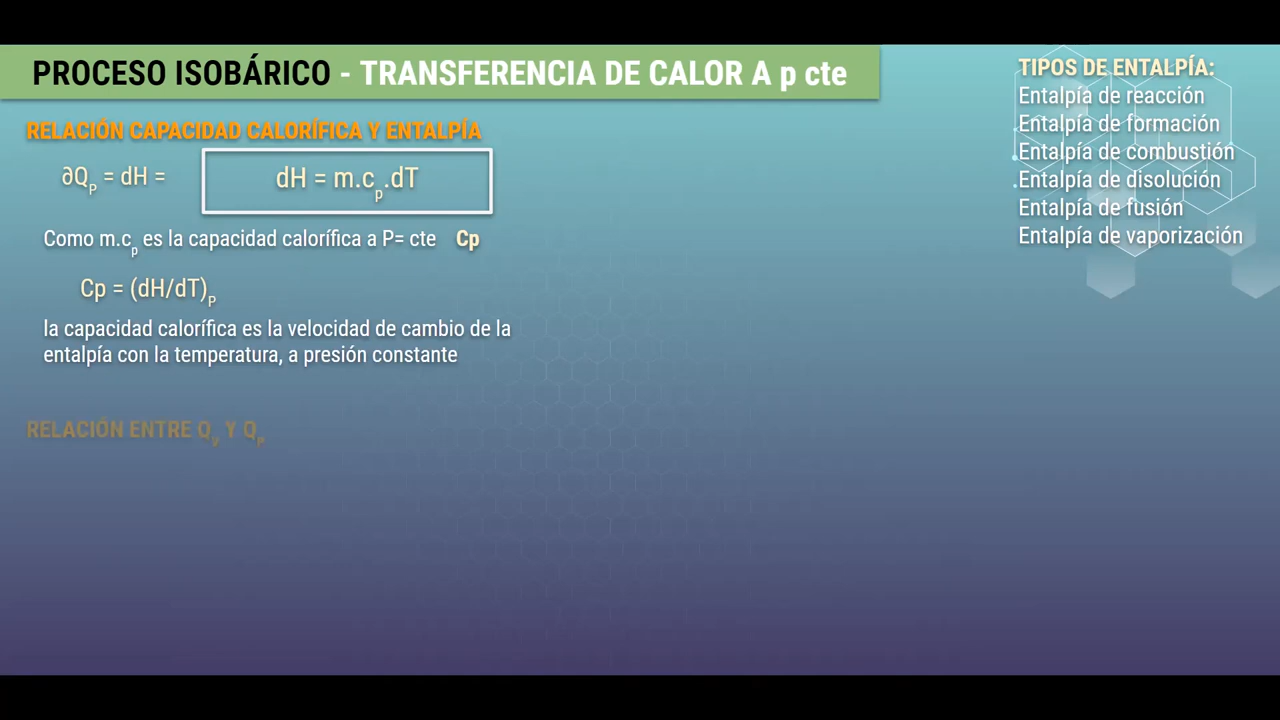 PROCESO ISOBÁRICO - TRANSFERENCIA DE CALOR A p cte
RELACIÓN CAPACIDAD CALORÍFICA Y ENTALPÍA
∂Qₚ = dH = dH = m.cₚ.dT
Como m.cₚ es la capacidad calorífica a P= cte Cp
Cp = (dH/dT)ₚ
la capacidad calorífica es la velocidad de cambio de la
entalpía con la temperatura, a presión constante
RELACIÓN ENTRE Qᵥ Y Qₚ
TIPOS DE ENTALPÍA:
Entalpía de reacción
Entalpía de formación
Entalpía de combustión
Entalpía de disolución
Entalpía de fusión
Entalpía de vaporización